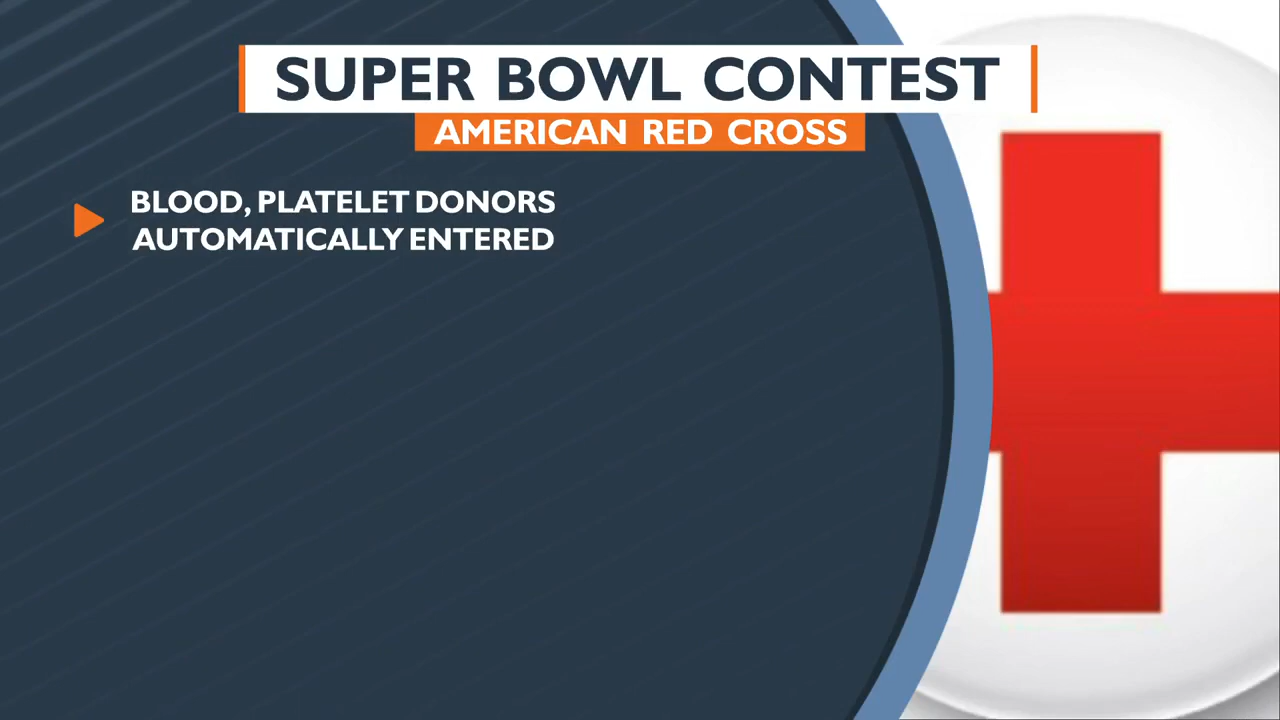 SUPER BOWL CONTEST
AMERICAN RED CROSS
BLOOD, PLATELET DONORS
AUTOMATICALLY ENTERED